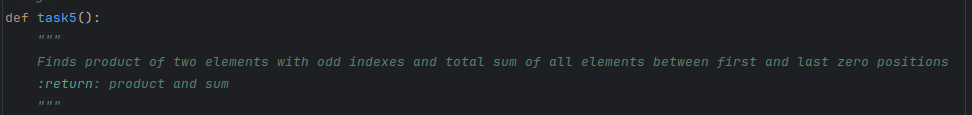 def task5():
"""
Finds product of two elements with odd indexes and total sum of all elements between first and last zero positions
:return: product and sum
"""